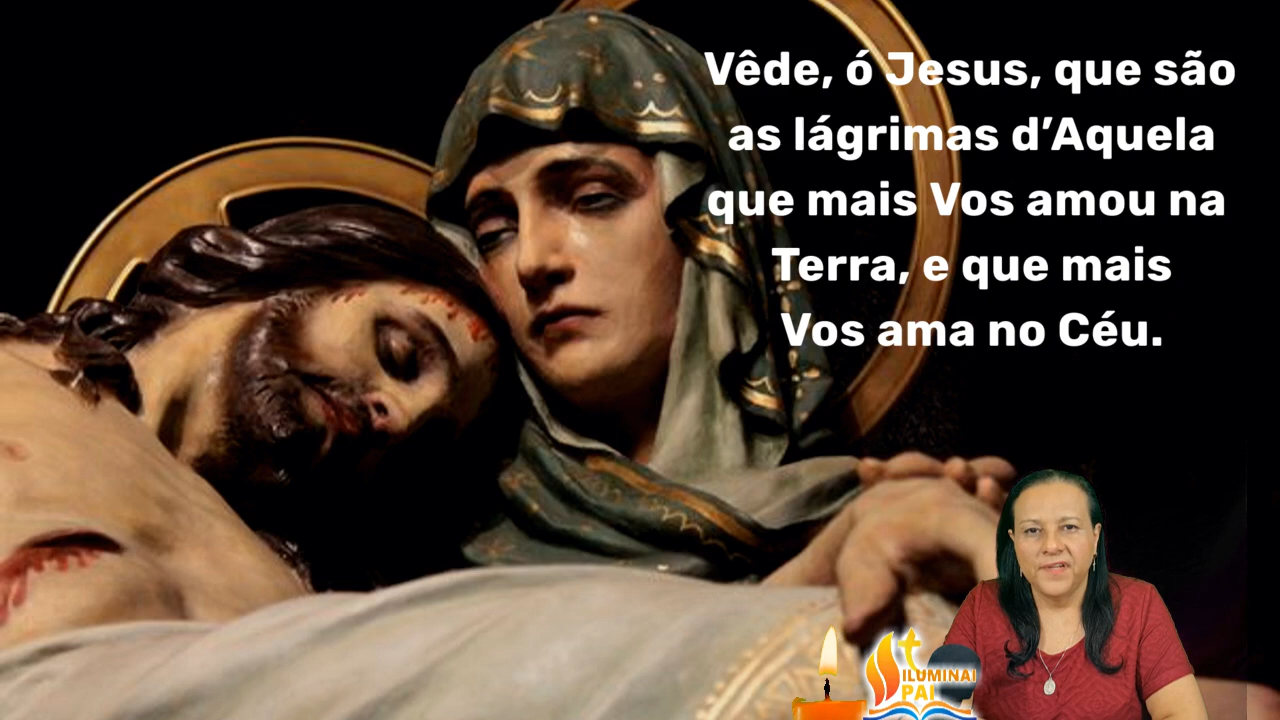 Vêde, ó Jesus, que são
as lágrimas d’Aquela
que mais Vos amou na
Terra, e que mais
Vos ama no Céu.
ILUMINAI
PAI